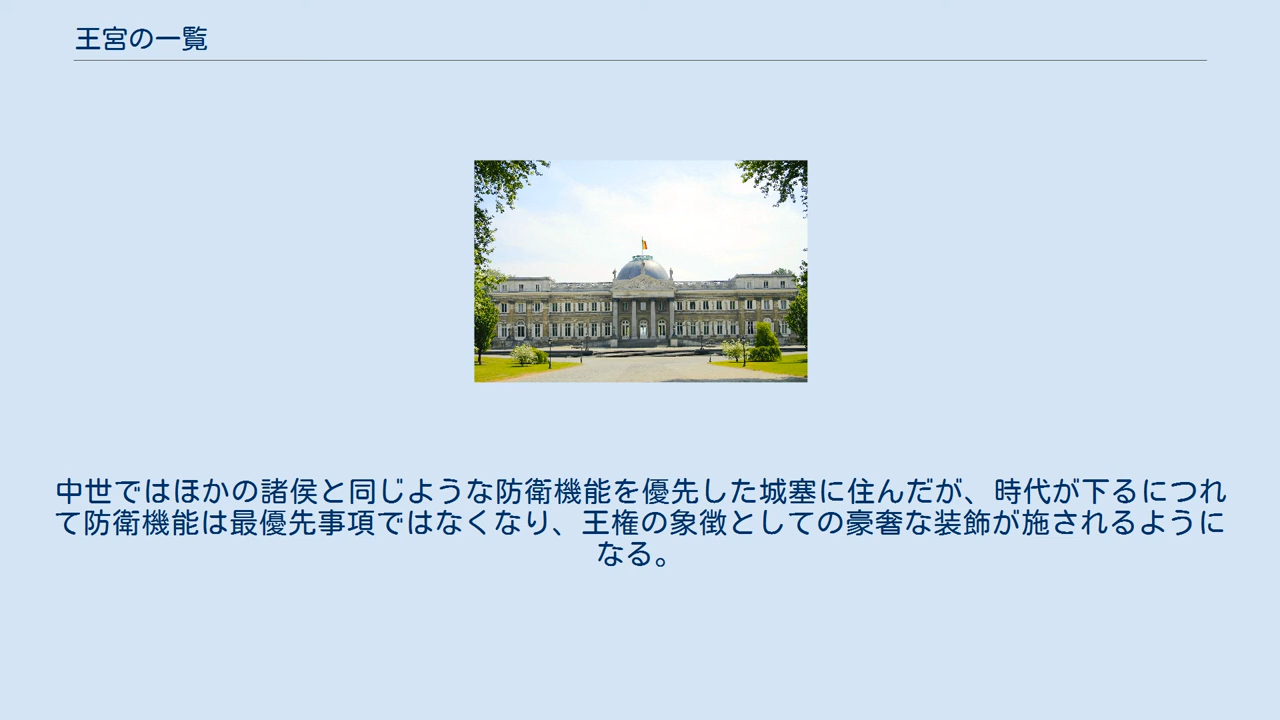 王宮の一覧
中世ではほかの諸侯と同じような防衛機能を優先した城塞に住んだが、時代が下るにつれ
て防衛機能は最優先事項ではなくなり、王権の象徴としての豪奢な装飾が施されるように
なる。